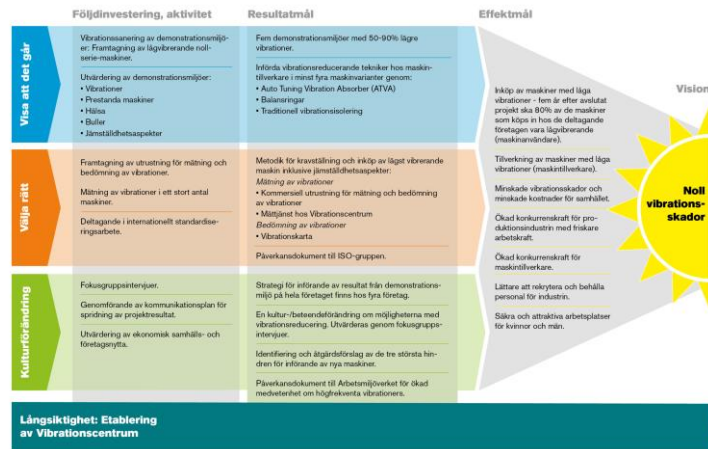 Följdinvestering, aktivitet
Resultatmål
Effektmål
Vision
Visa att det går
Vibrationssanering av demonstrationsmiljö-
er: Framtagning av lågvibrerande noll-
serie-maskiner.
Utvärdering av demonstrationsmiljöer:
• Vibrationer
• Prestanda maskiner
• Hälsa
• Buller
• Jämställdhetsaspekter
Fem demonstrationsmiljöer med 50-90% lägre
vibrationer.
Införda vibrationsreducerande tekniker hos maskin-
tillverkare i minst fyra maskinvarianter genom:
• Auto Tuning Vibration Absorber (ATVA)
• Balansringar
• Traditionell vibrationsisolering
Välja rätt
Framtagning av utrustning för mätning och
bedömning av vibrationer.
Mätning av vibrationer i ett stort antal
maskiner.
Deltagande i internationellt standardise-
ringsarbete.
Metodik för kravställning och inköp av lägst vibrerande
maskin inklusive jämställdhetsaspekter:
Mätning av vibrationer
• Kommersiell utrustning för mätning och bedömning
av vibrationer
• Mättjänst hos Vibrationscentrum
Bedömning av vibrationer
• Vibrationskarta
Påverkansdokument till ISO-gruppen.
Kulturförändring
Fokusgruppsintervjuer.
Genomförande av kommunikationsplan för
spridning av projektresultat.
Utvärdering av ekonomisk samhälls- och
företagsnytta.
Strategi för införande av resultat från demonstrations-
miljö på hela företaget finns hos fyra företag.
En kultur-/beteendeförändring om möjligheterna med
vibrationsreducering. Utvärderas genom fokusgrupps-
intervjuer.
Identifiering och åtgärdsförslag av de tre största hin-
dren för införande av nya maskiner.
Påverkansdokument till Arbetsmiljöverket för ökad
medvetenhet om högfrekventa vibrationers.
Inköp av maskiner med låga
vibrationer - fem år efter avslutat
projekt ska 80% av de maskiner
som köps in hos de deltagande
företagen vara lågvibrerande
(maskinanvändare).
Tillverkning av maskiner med låga
vibrationer (maskintillverkare).
Minskade vibrationsskador och
minskade kostnader för samhället.
Ökad konkurrenskraft för pro-
duktionsindustrin med friskare
arbetskraft.
Ökad konkurrenskraft för
maskintillverkare.
Lättare att rekrytera och behålla
personal för industrin.
Säkra och attraktiva arbetsplatser
för kvinnor och män.
Noll
vibrations-
skador
Långsiktighet: Etablering
av Vibrationscentrum